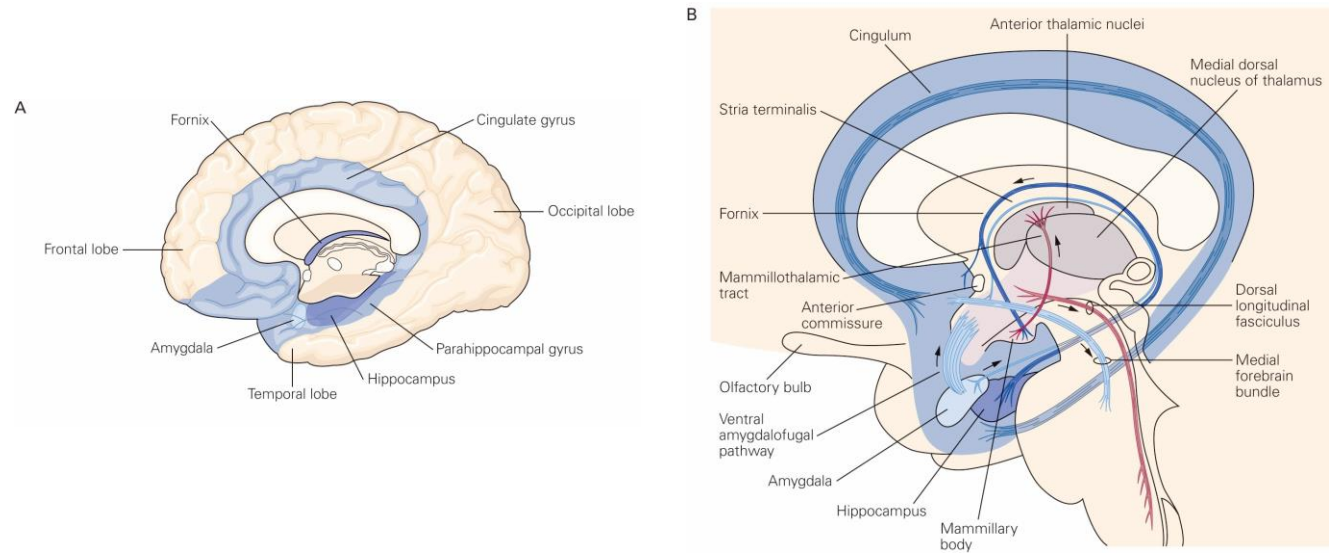 A
Fornix
Cingulate gyrus
Occipital lobe
Frontal lobe
Amygdala
Parahippocampal gyrus
Hippocampus
Temporal lobe
B
Anterior thalamic nuclei
Cingulum
Medial dorsal
nucleus of thalamus
Stria terminalis
Fornix
Mammillothalamic
tract
Anterior
commissure
Dorsal
longitudinal
fasciculus
Olfactory bulb
Medial
forebrain
bundle
Ventral
amygdalofugal
pathway
Amygdala
Hippocampus
Mammillary
body